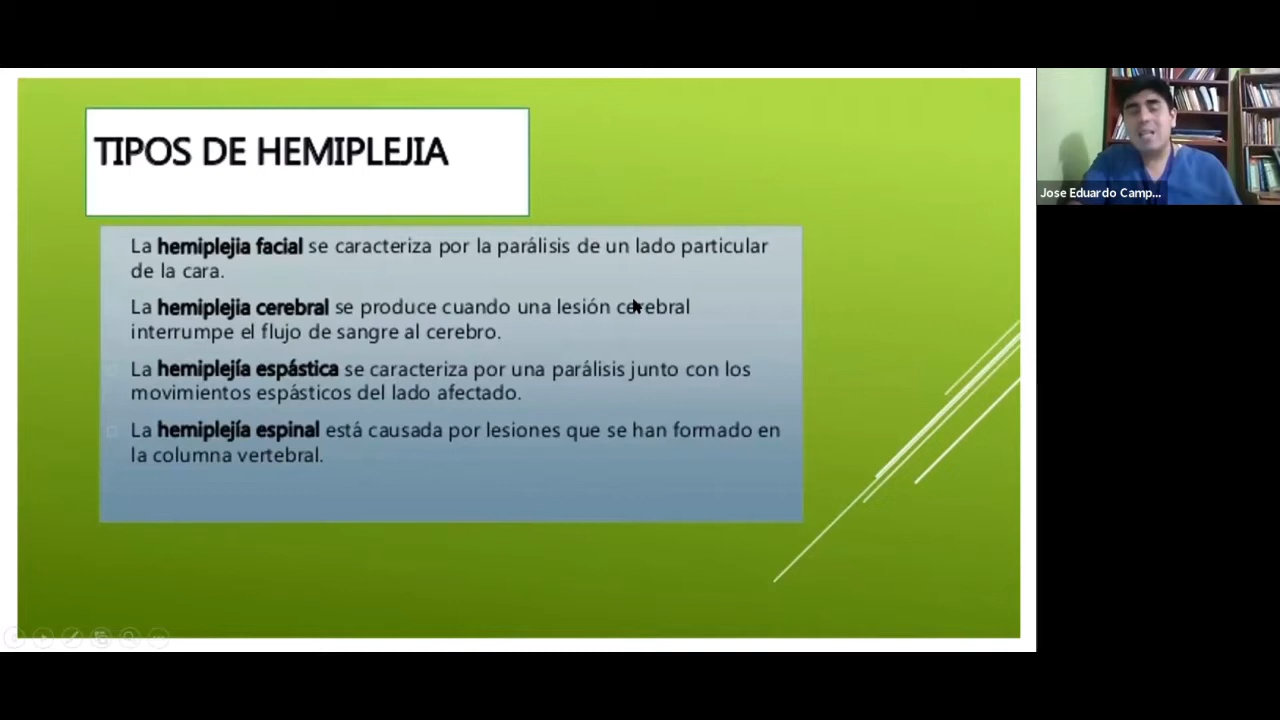 TIPOS DE HEMIPLEJIA
La hemiplejia facial se caracteriza por la parálisis de un lado particular
de la cara.
La hemiplejia cerebral se produce cuando una lesión cerebral
interrumpe el flujo de sangre al cerebro.
La hemiplejía espástica se caracteriza por una parálisis junto con los
movimientos espásticos del lado afectado.
La hemiplejía espinal está causada por lesiones que se han formado en
la columna vertebral.
Jose Eduardo Camp...